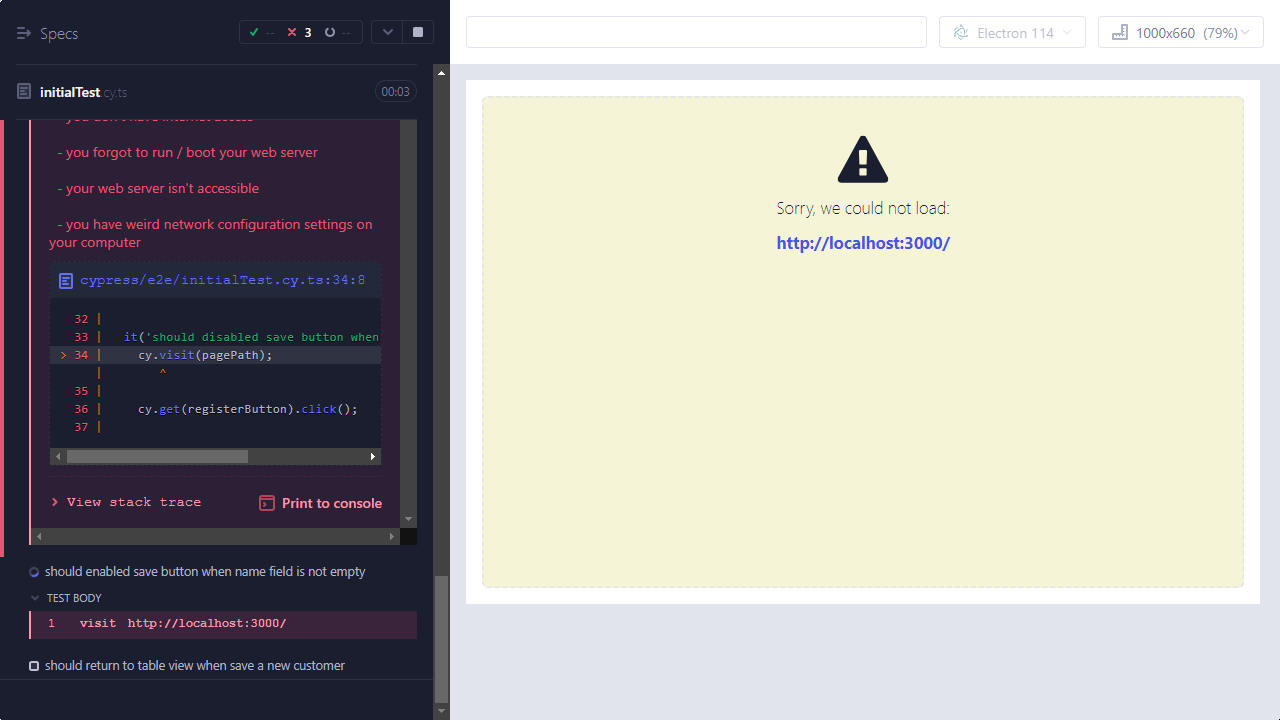 Specs
-- 3 --
Electron 114
1000x660 (79%)
initialTest.cy.ts
00:03
- you don't have internet access
- you forgot to run / boot your web server
- your web server isn't accessible
- you have weird network configuration settings on
your computer
cypress/e2e/initialTest.cy.ts:34:8
32 |
33 | it('should disabled save button when
> 34 | cy.visit(pagePath);
| ^
35 |
36 | cy.get(registerButton).click();
37 |
> View stack trace
Print to console
should enabled save button when name field is not empty
TEST BODY
1 visit http://localhost:3000/
should return to table view when save a new customer
Sorry, we could not load:
http://localhost:3000/